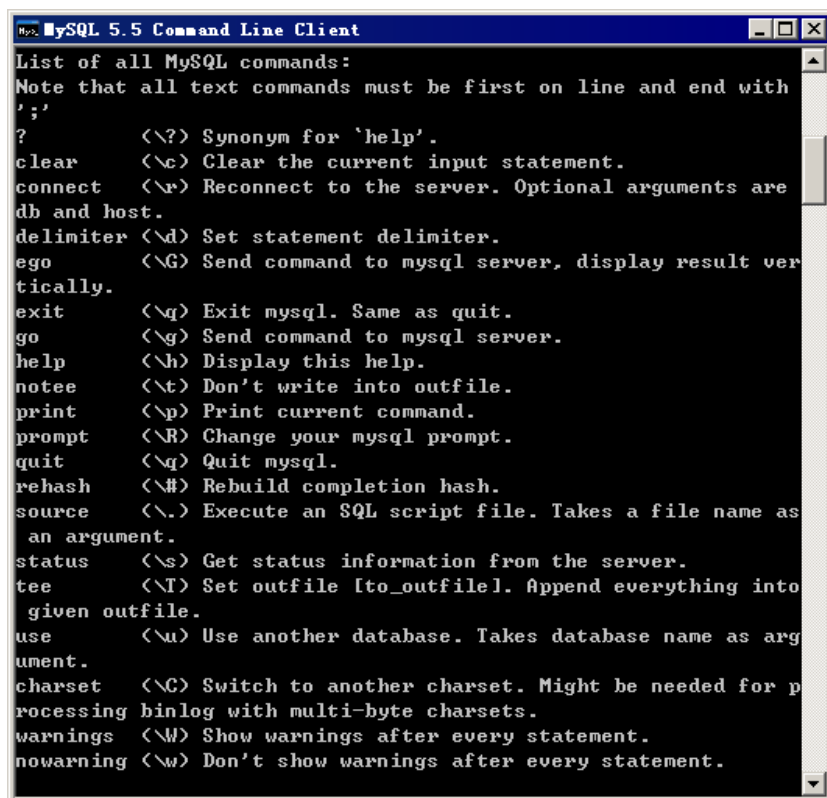 MySQL 5.5 Command Line Client
List of all MySQL commands:
Note that all text commands must be first on line and end with
';'
?         (\?) Synonym for `help'.
clear     (\c) Clear the current input statement.
connect   (\r) Reconnect to the server. Optional arguments are
db and host.
delimiter (\d) Set statement delimiter.
ego       (\G) Send command to mysql server, display result ver
tically.
exit      (\q) Exit mysql. Same as quit.
go        (\g) Send command to mysql server.
help      (\h) Display this help.
notee     (\t) Don't write into outfile.
print     (\p) Print current command.
prompt    (\R) Change your mysql prompt.
quit      (\q) Quit mysql.
rehash    (\#) Rebuild completion hash.
source    (\.) Execute an SQL script file. Takes a file name as
 an argument.
status    (\s) Get status information from the server.
tee       (\T) Set outfile [to_outfile]. Append everything into
 given outfile.
use       (\u) Use another database. Takes database name as arg
ument.
charset   (\C) Switch to another charset. Might be needed for p
rocessing binlog with multi-byte charsets.
warnings  (\W) Show warnings after every statement.
nowarning (\w) Don't show warnings after every statement.